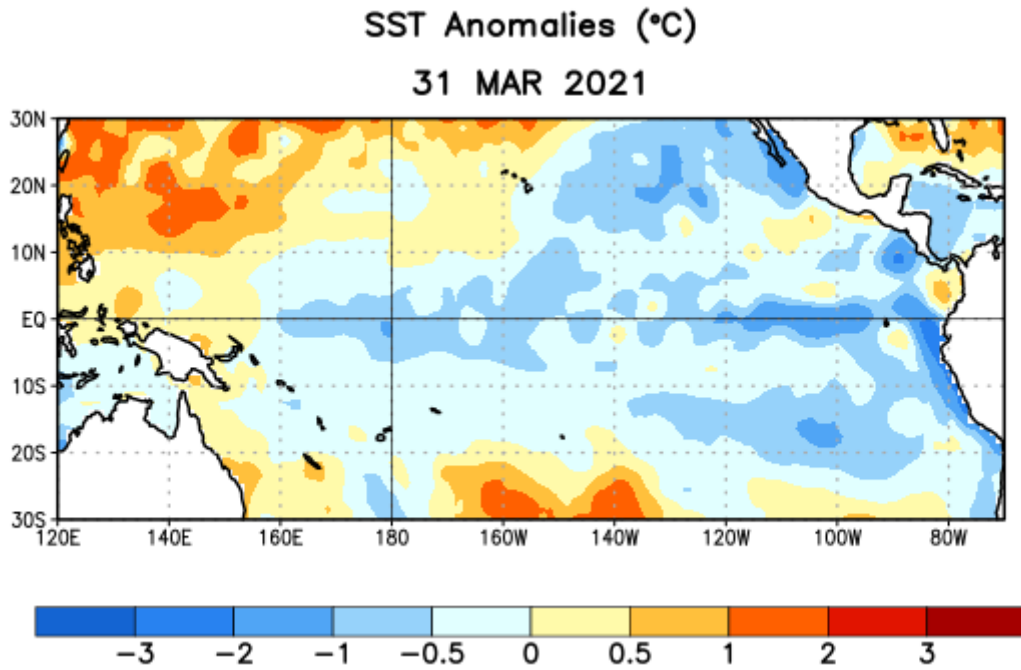 SST Anomalies (°C)
31 MAR 2021
30N
20N
10N
EQ
10S
20S
30S
120E 140E 160E 180 160W 140W 120W 100W 80W
-3 -2 -1 -0.5 0 0.5 1 2 3